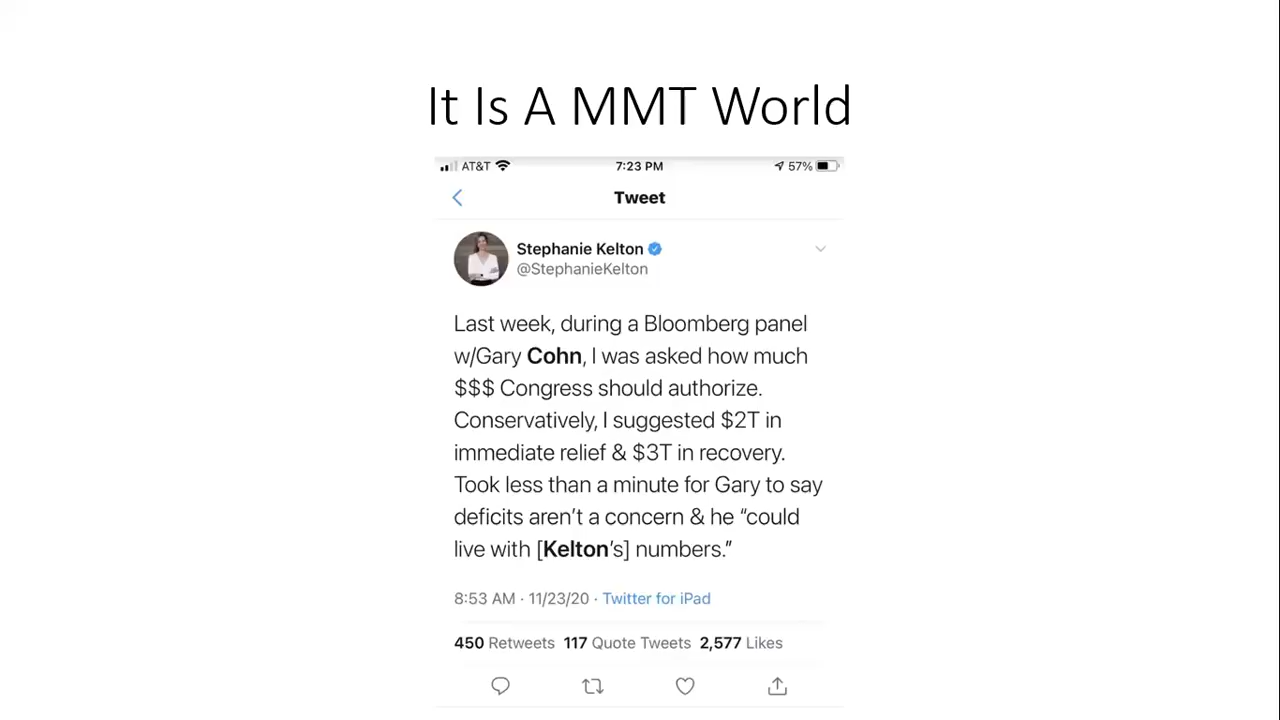 It Is A MMT World
AT&T 7:23 PM 57%
Tweet
Stephanie Kelton
@StephanieKelton
Last week, during a Bloomberg panel
w/Gary Cohn, I was asked how much
$$$ Congress should authorize.
Conservatively, I suggested $2T in
immediate relief & $3T in recovery.
Took less than a minute for Gary to say
deficits aren’t a concern & he “could
live with [Kelton’s] numbers.”
8:53 AM · 11/23/20 · Twitter for iPad
450 Retweets 117 Quote Tweets 2,577 Likes